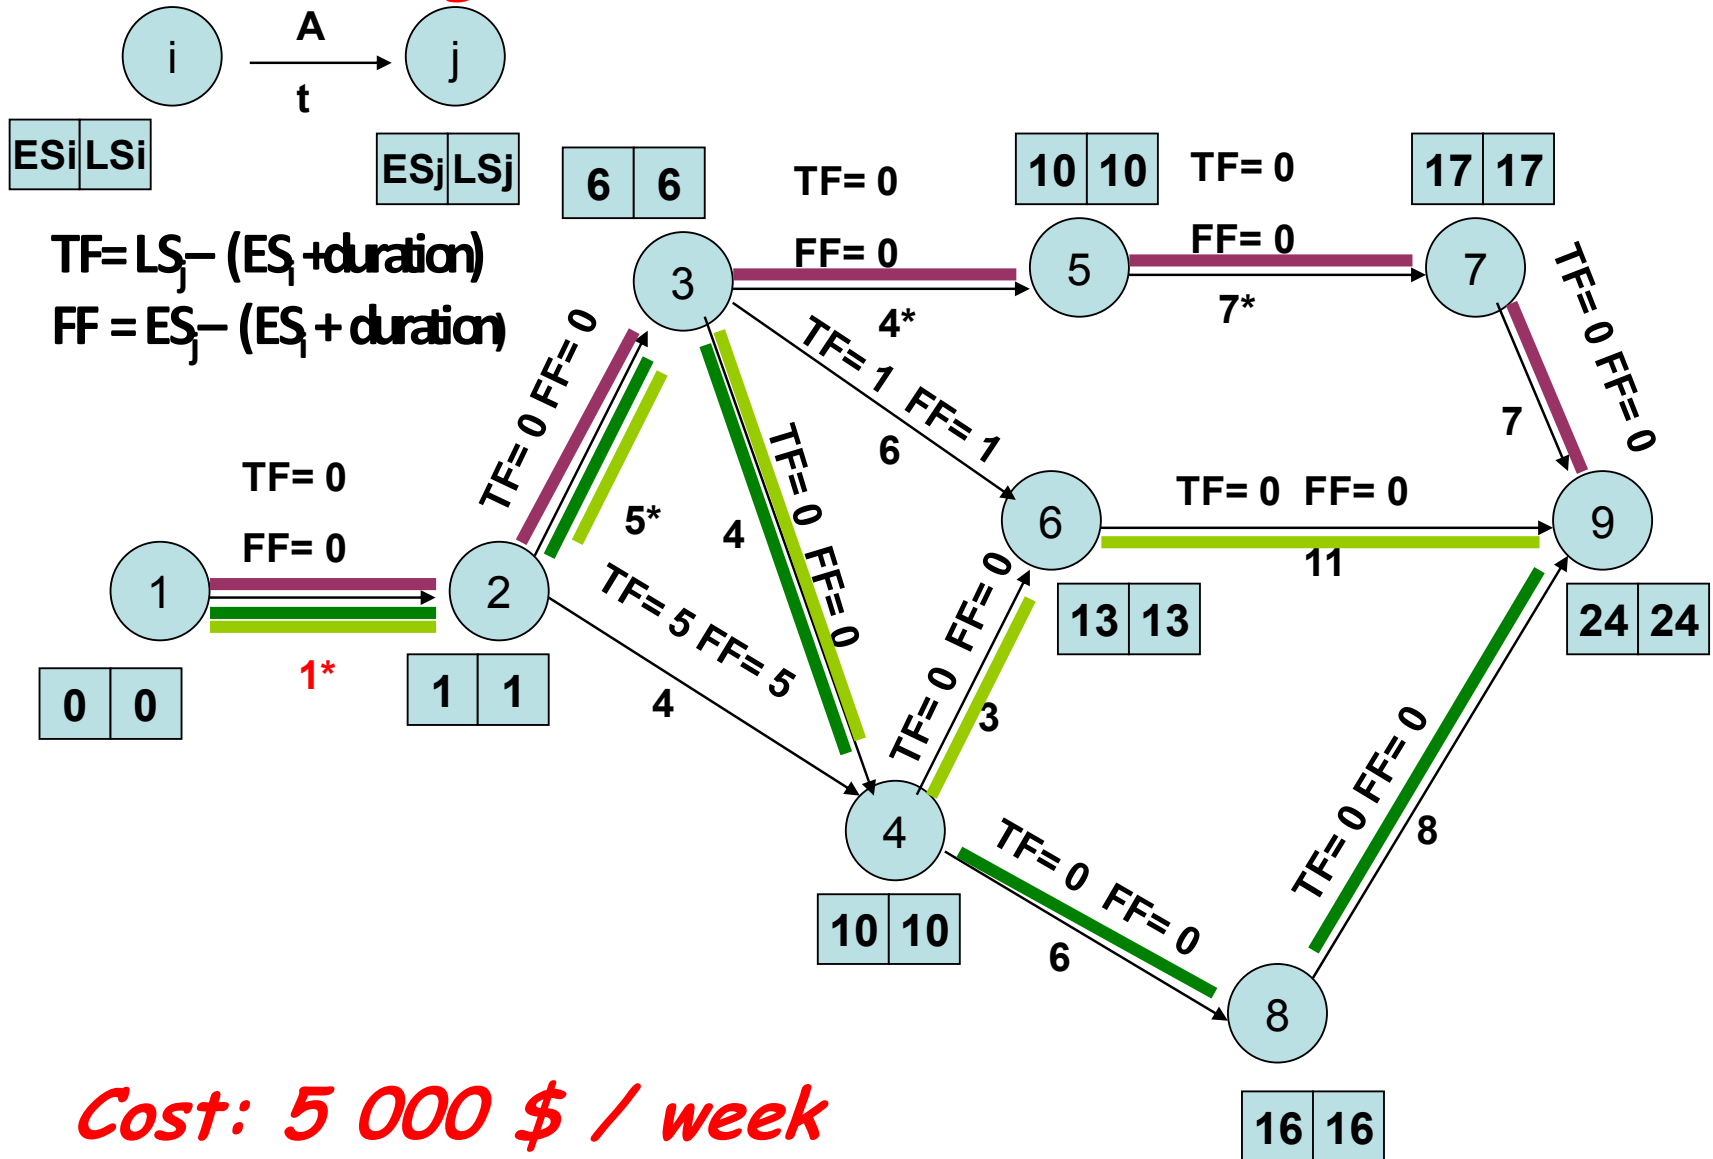 i
A
t
j
ESi LSi
ESj LSj
TF= LSj– (ESi +duration)
FF = ESj– (ESi + duration)
6 6
TF= 0
FF= 0
10 10
TF= 0
FF= 0
17 17
3
5
7
4*
7*
TF= 0 FF= 0
7
TF= 0 FF= 0
5*
TF= 1 FF= 1
6
TF= 0 FF= 0
4
TF= 0
FF= 0
1
2
1*
0 0
1 1
TF= 5 FF= 5
4
6
TF= 0 FF= 0
11
9
13 13
24 24
TF= 0 FF= 0
3
4
10 10
TF= 0 FF= 0
6
TF= 0 FF= 0
8
8
16 16
Cost: 5 000 $ / week